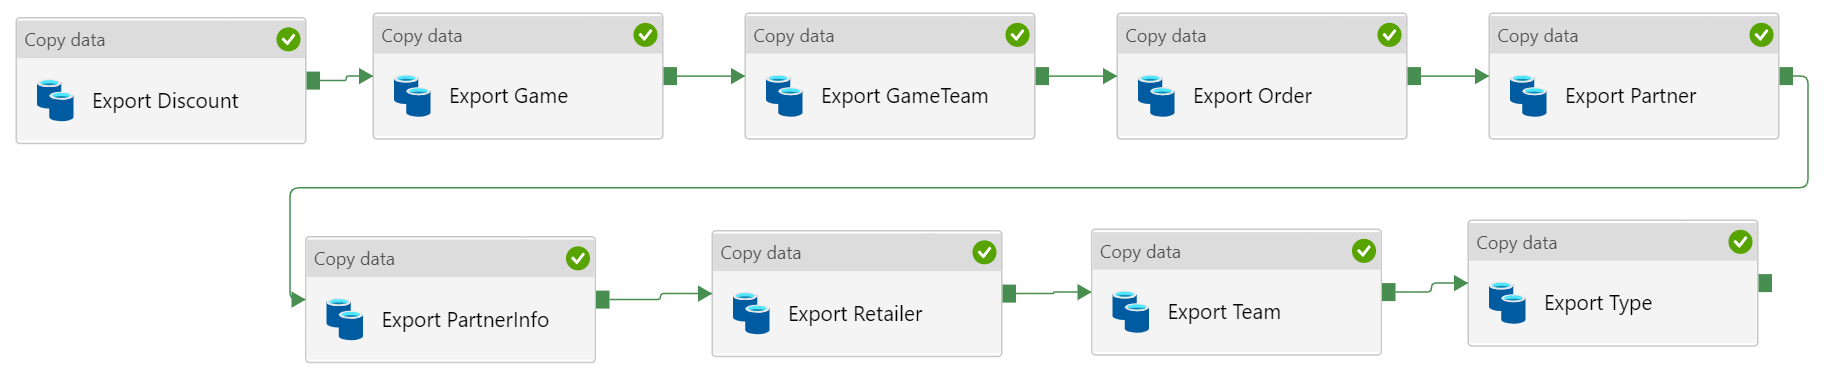 Copy data
Export Discount
Copy data
Export Game
Copy data
Export GameTeam
Copy data
Export Order
Copy data
Export Partner
Copy data
Export PartnerInfo
Copy data
Export Retailer
Copy data
Export Team
Copy data
Export Type